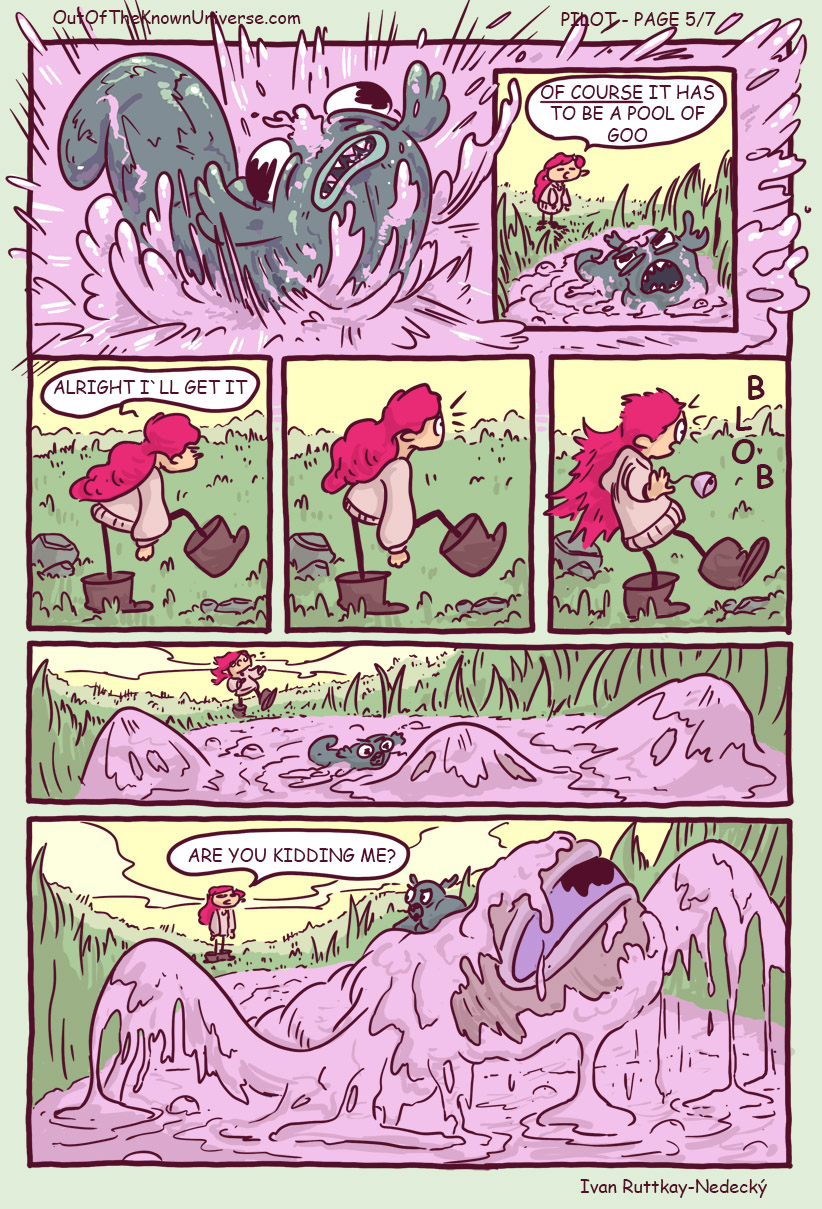 OutOfTheKnownUniverse.com
PILOT - PAGE 5/7
OF COURSE IT HAS
TO BE A POOL OF
GOO
ALRIGHT I`LL GET IT
BLOB
ARE YOU KIDDING ME?
Ivan Ruttkay-Nedecký